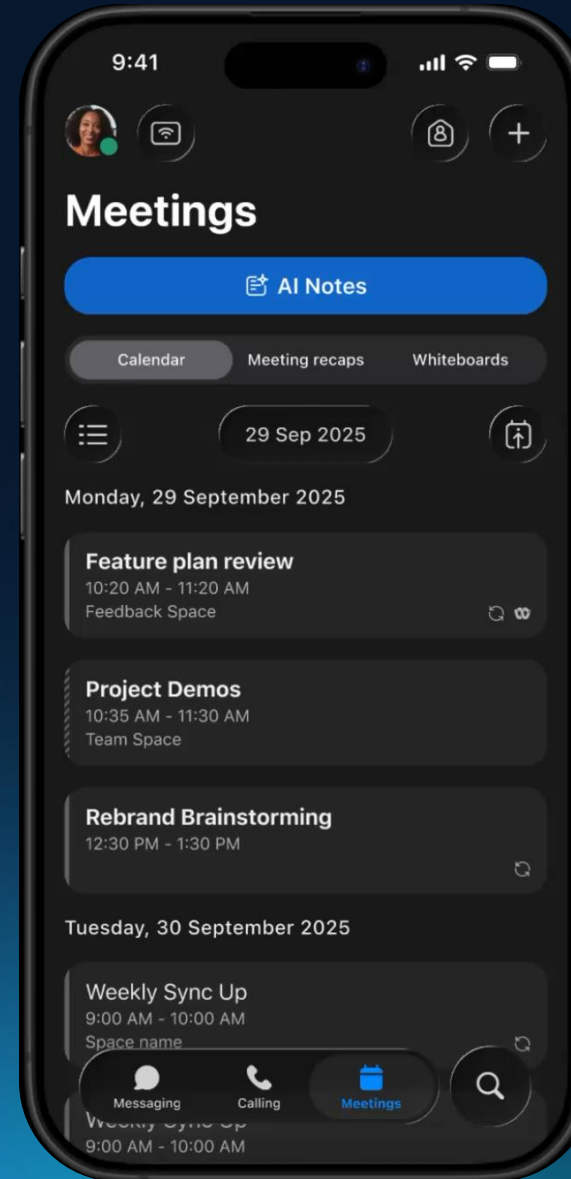 9:41
Meetings
AI Notes
Calendar Meeting recaps Whiteboards
29 Sep 2025
Monday, 29 September 2025
Feature plan review
10:20 AM - 11:20 AM
Feedback Space
Project Demos
10:35 AM - 11:30 AM
Team Space
Rebrand Brainstorming
12:30 PM - 1:30 PM
Tuesday, 30 September 2025
Weekly Sync Up
9:00 AM - 10:00 AM
Space name
Messaging Calling Meetings
Weekly Sync Up
9:00 AM - 10:00 AM